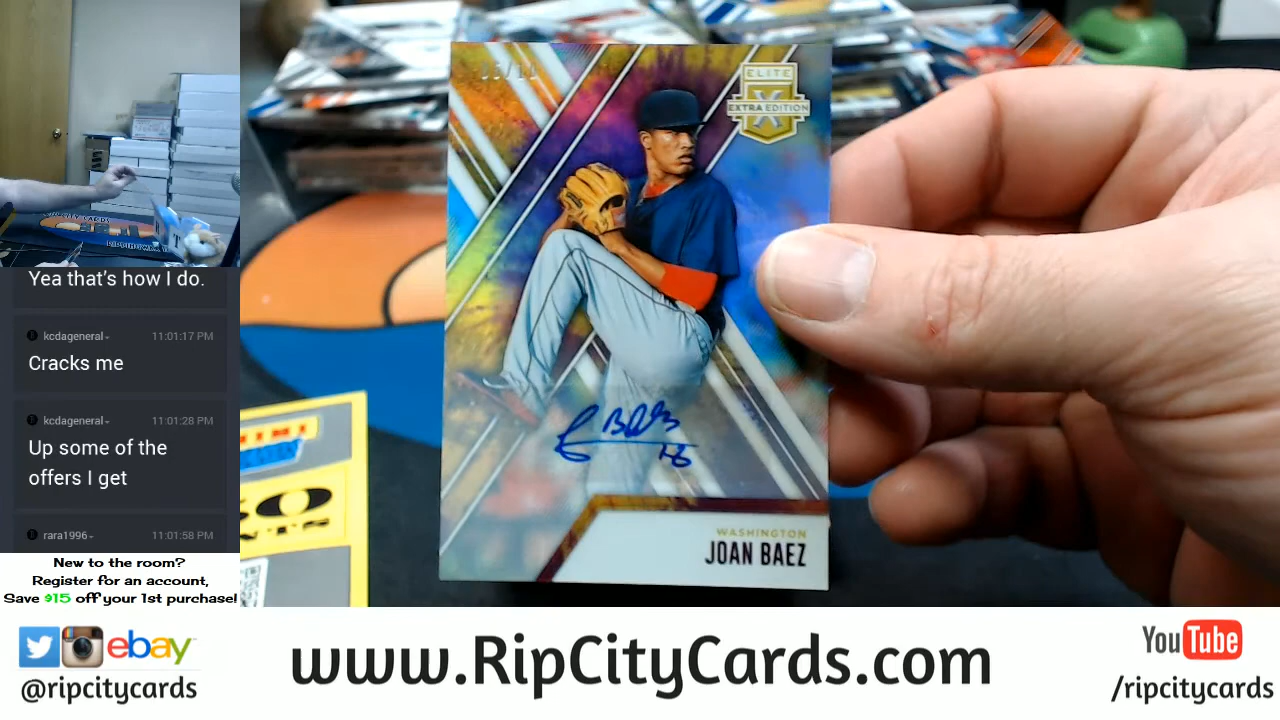 Yea that's how I do.
kcdageneral 11:01:17 PM
Cracks me
kcdageneral 11:01:28 PM
Up some of the
offers I get
rara1996 11:01:58 PM
New to the room?
Register for an account,
Save $15 off your 1st purchase!
ELITE
X
EXTRA EDITION
WASHINGTON
JOAN BAEZ
ebay
@ripcitycards
www.RipCityCards.com
YouTube
/ripcitycards